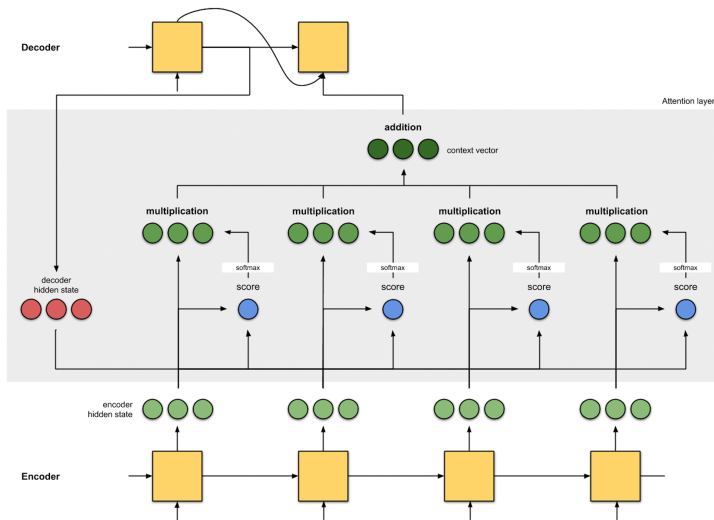 Decoder
Attention layer
addition
context vector
multiplication
multiplication
multiplication
multiplication
softmax
softmax
softmax
softmax
decoder
hidden state
score
score
score
score
encoder
hidden state
Encoder